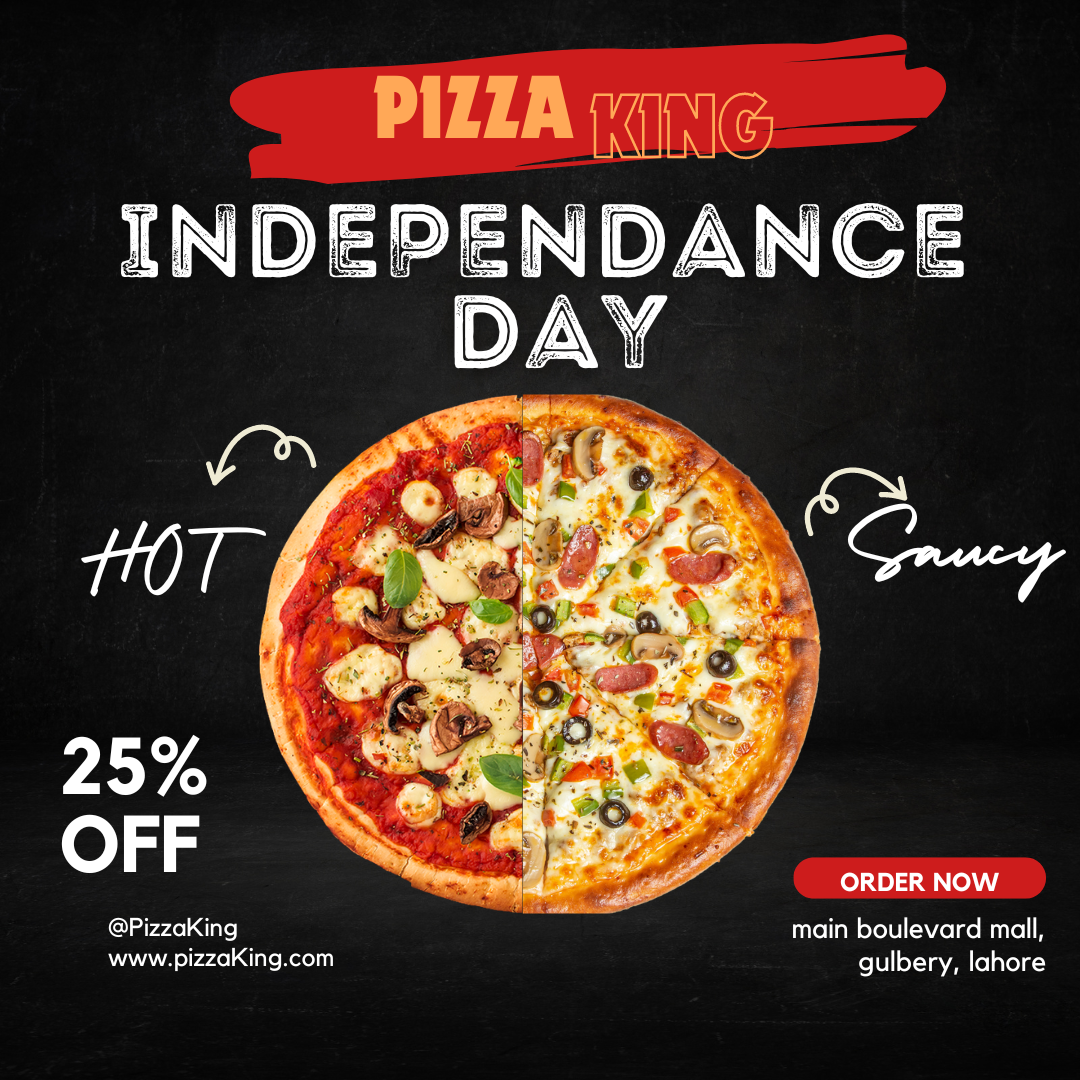 PIZZA KING
INDEPENDANCE
DAY
HOT
Saucy
25%
OFF
@PizzaKing
www.pizzaKing.com
ORDER NOW
main boulevard mall,
gulbery, lahore